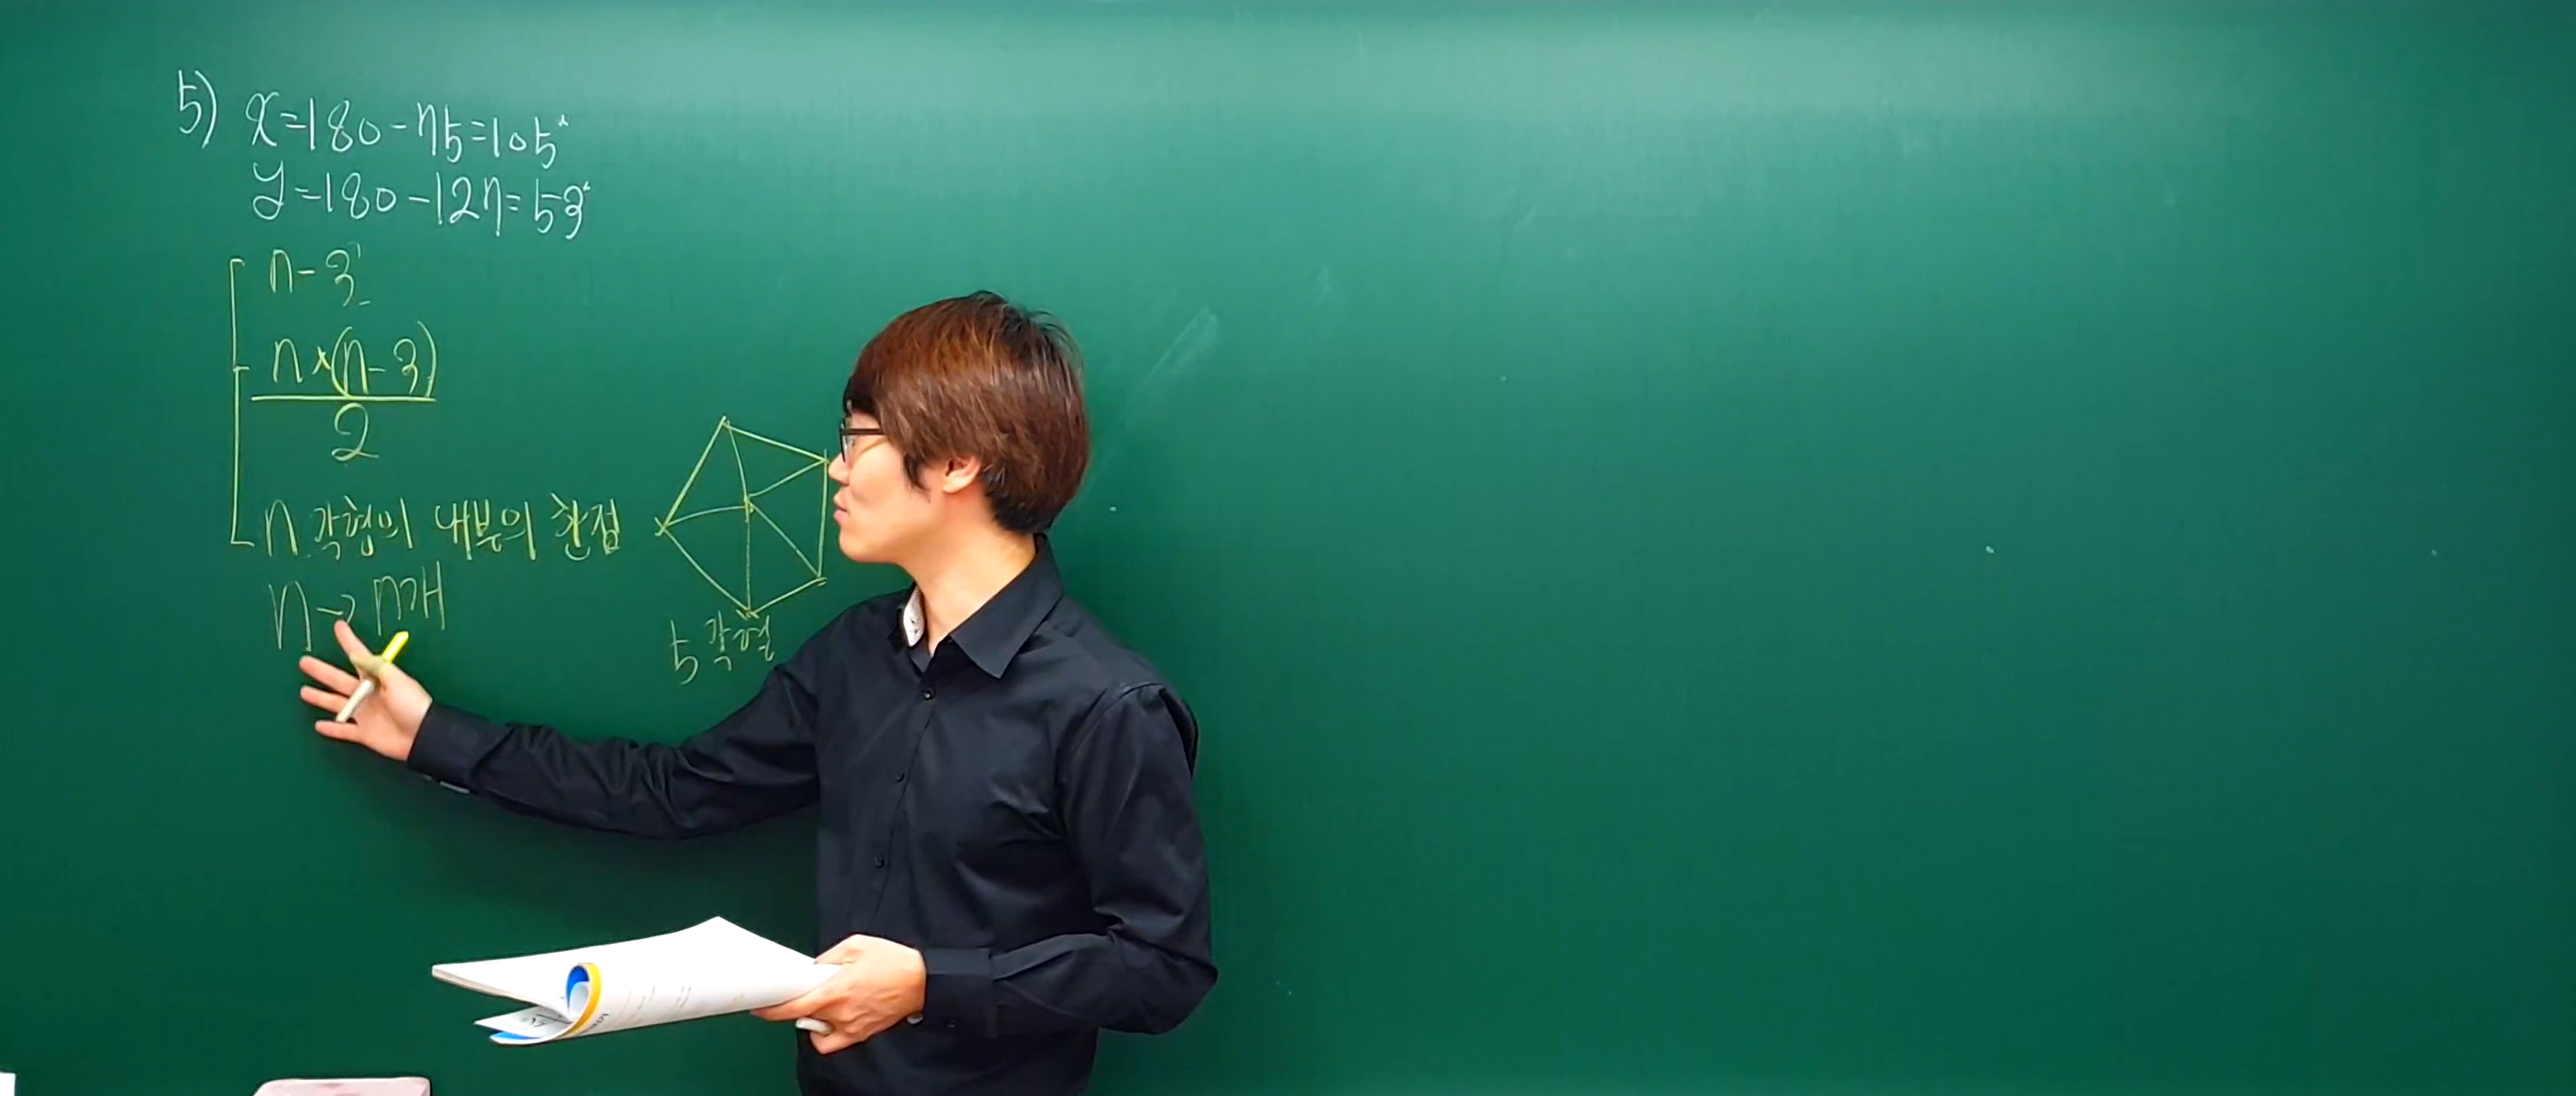 5) x=180-75=105°
y=180-127=53°
n-3
n×(n-3)
2
n각형의 내부의 한점
n→n개
5각형